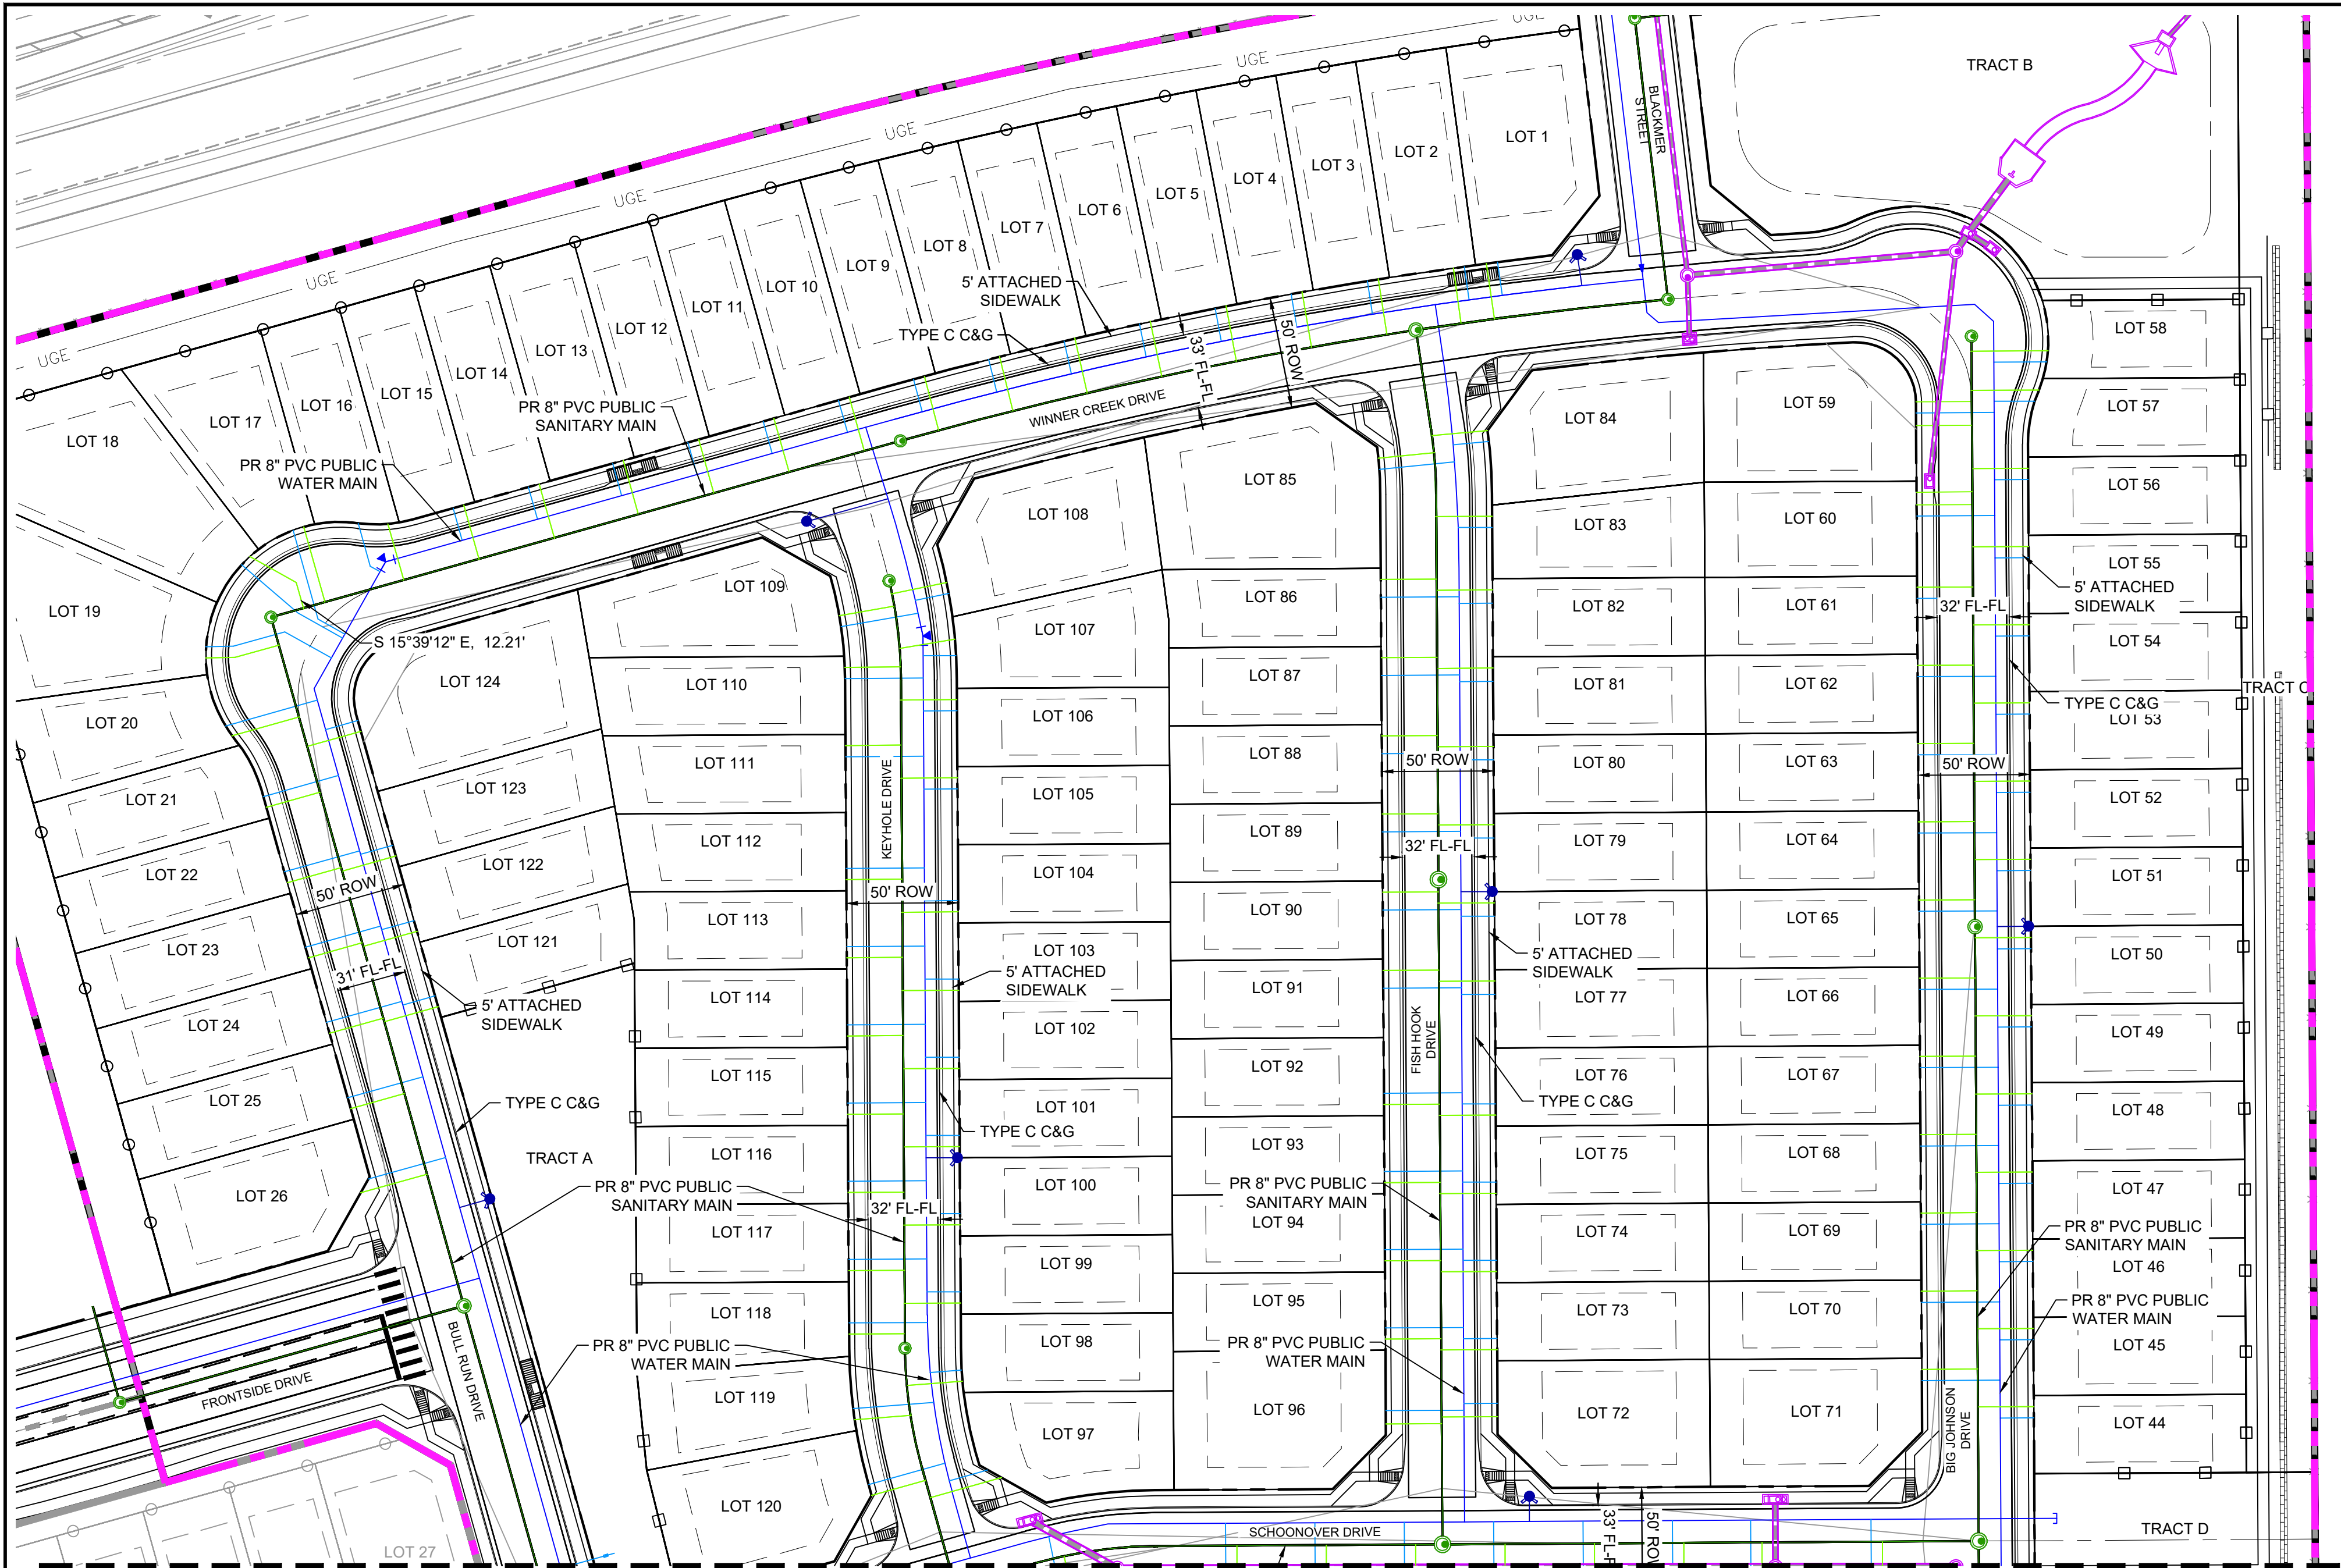 UGE
UGE
UGE
UGE
UGE
UGE
TRACT B
BLACKMER
STREET
LOT 1
LOT 2
LOT 3
LOT 4
LOT 5
LOT 6
LOT 7
LOT 8
LOT 9
LOT 10
LOT 11
LOT 12
LOT 13
LOT 14
LOT 15
LOT 16
LOT 17
LOT 18
LOT 19
LOT 20
LOT 21
LOT 22
LOT 23
LOT 24
LOT 25
LOT 26
LOT 27
5' ATTACHED
SIDEWALK
TYPE C C&G
33' FL-FL
50' ROW
WINNER CREEK DRIVE
PR 8" PVC PUBLIC
SANITARY MAIN
PR 8" PVC PUBLIC
WATER MAIN
S 15°39'12" E, 12.21'
LOT 124
LOT 123
LOT 122
LOT 121
50' ROW
31' FL-FL
5' ATTACHED
SIDEWALK
TYPE C C&G
TRACT A
PR 8" PVC PUBLIC
SANITARY MAIN
PR 8" PVC PUBLIC
WATER MAIN
FRONTSIDE DRIVE
BULL RUN DRIVE
LOT 109
LOT 110
LOT 111
LOT 112
LOT 113
LOT 114
LOT 115
LOT 116
LOT 117
LOT 118
LOT 119
LOT 120
KEYHOLE DRIVE
50' ROW
32' FL-FL
5' ATTACHED
SIDEWALK
TYPE C C&G
LOT 108
LOT 107
LOT 106
LOT 105
LOT 104
LOT 103
LOT 102
LOT 101
LOT 100
LOT 99
LOT 98
LOT 97
LOT 85
LOT 86
LOT 87
LOT 88
LOT 89
LOT 90
LOT 91
LOT 92
LOT 93
LOT 94
LOT 95
LOT 96
PR 8" PVC PUBLIC
SANITARY MAIN
PR 8" PVC PUBLIC
WATER MAIN
50' ROW
32' FL-FL
FISH HOOK
DRIVE
5' ATTACHED
SIDEWALK
TYPE C C&G
LOT 84
LOT 83
LOT 82
LOT 81
LOT 80
LOT 79
LOT 78
LOT 77
LOT 76
LOT 75
LOT 74
LOT 73
LOT 72
LOT 59
LOT 60
LOT 61
LOT 62
LOT 63
LOT 64
LOT 65
LOT 66
LOT 67
LOT 68
LOT 69
LOT 70
LOT 71
32' FL-FL
50' ROW
BIG JOHNSON
DRIVE
5' ATTACHED
SIDEWALK
TYPE C C&G
LOT 58
LOT 57
LOT 56
LOT 55
LOT 54
LOT 53
LOT 52
LOT 51
LOT 50
LOT 49
LOT 48
LOT 47
LOT 46
LOT 45
LOT 44
PR 8" PVC PUBLIC
SANITARY MAIN
PR 8" PVC PUBLIC
WATER MAIN
TRACT C
TRACT D
SCHOONOVER DRIVE
33' FL-F
50' ROW